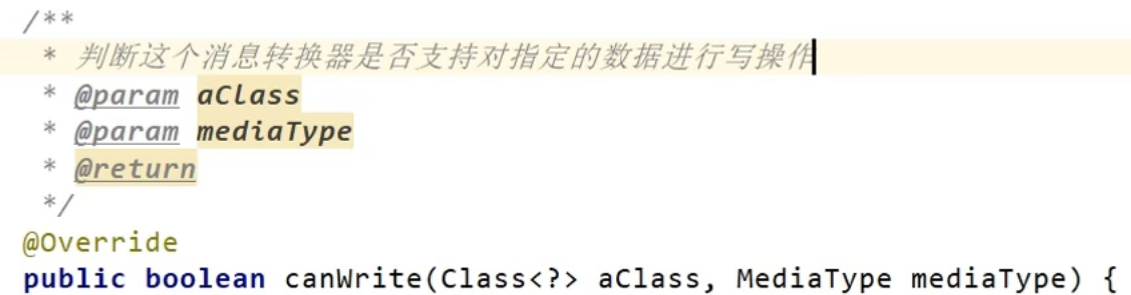 /**
* 判断这个消息转换器是否支持对指定的数据进行写操作
* @param aClass
* @param mediaType
* @return
*/
@Override
public boolean canWrite(Class<?> aClass, MediaType mediaType) {